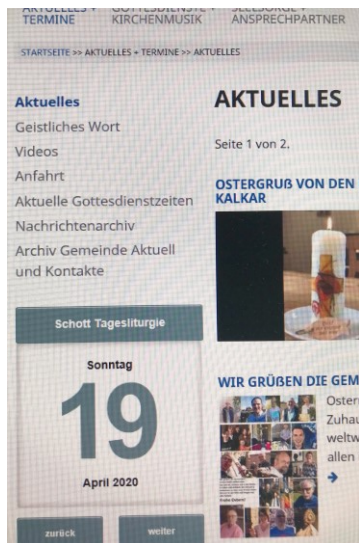 AKTUELLES +
TERMINE
GOTTESDIENSTE +
KIRCHENMUSIK
SEELSORGE +
ANSPRECHPARTNER
STARTSEITE >> AKTUELLES + TERMINE >> AKTUELLES
Aktuelles
Geistliches Wort
Videos
Anfahrt
Aktuelle Gottesdienstzeiten
Nachrichtenarchiv
Archiv Gemeinde Aktuell
und Kontakte
Schott Tagesliturgie
Sonntag
19
April 2020
zurück
weiter
AKTUELLES
Seite 1 von 2.
OSTERGRUß VON DEN
KALKAR
WIR GRÜßEN DIE GEM
Ostern
Zuhau
weltw
allen